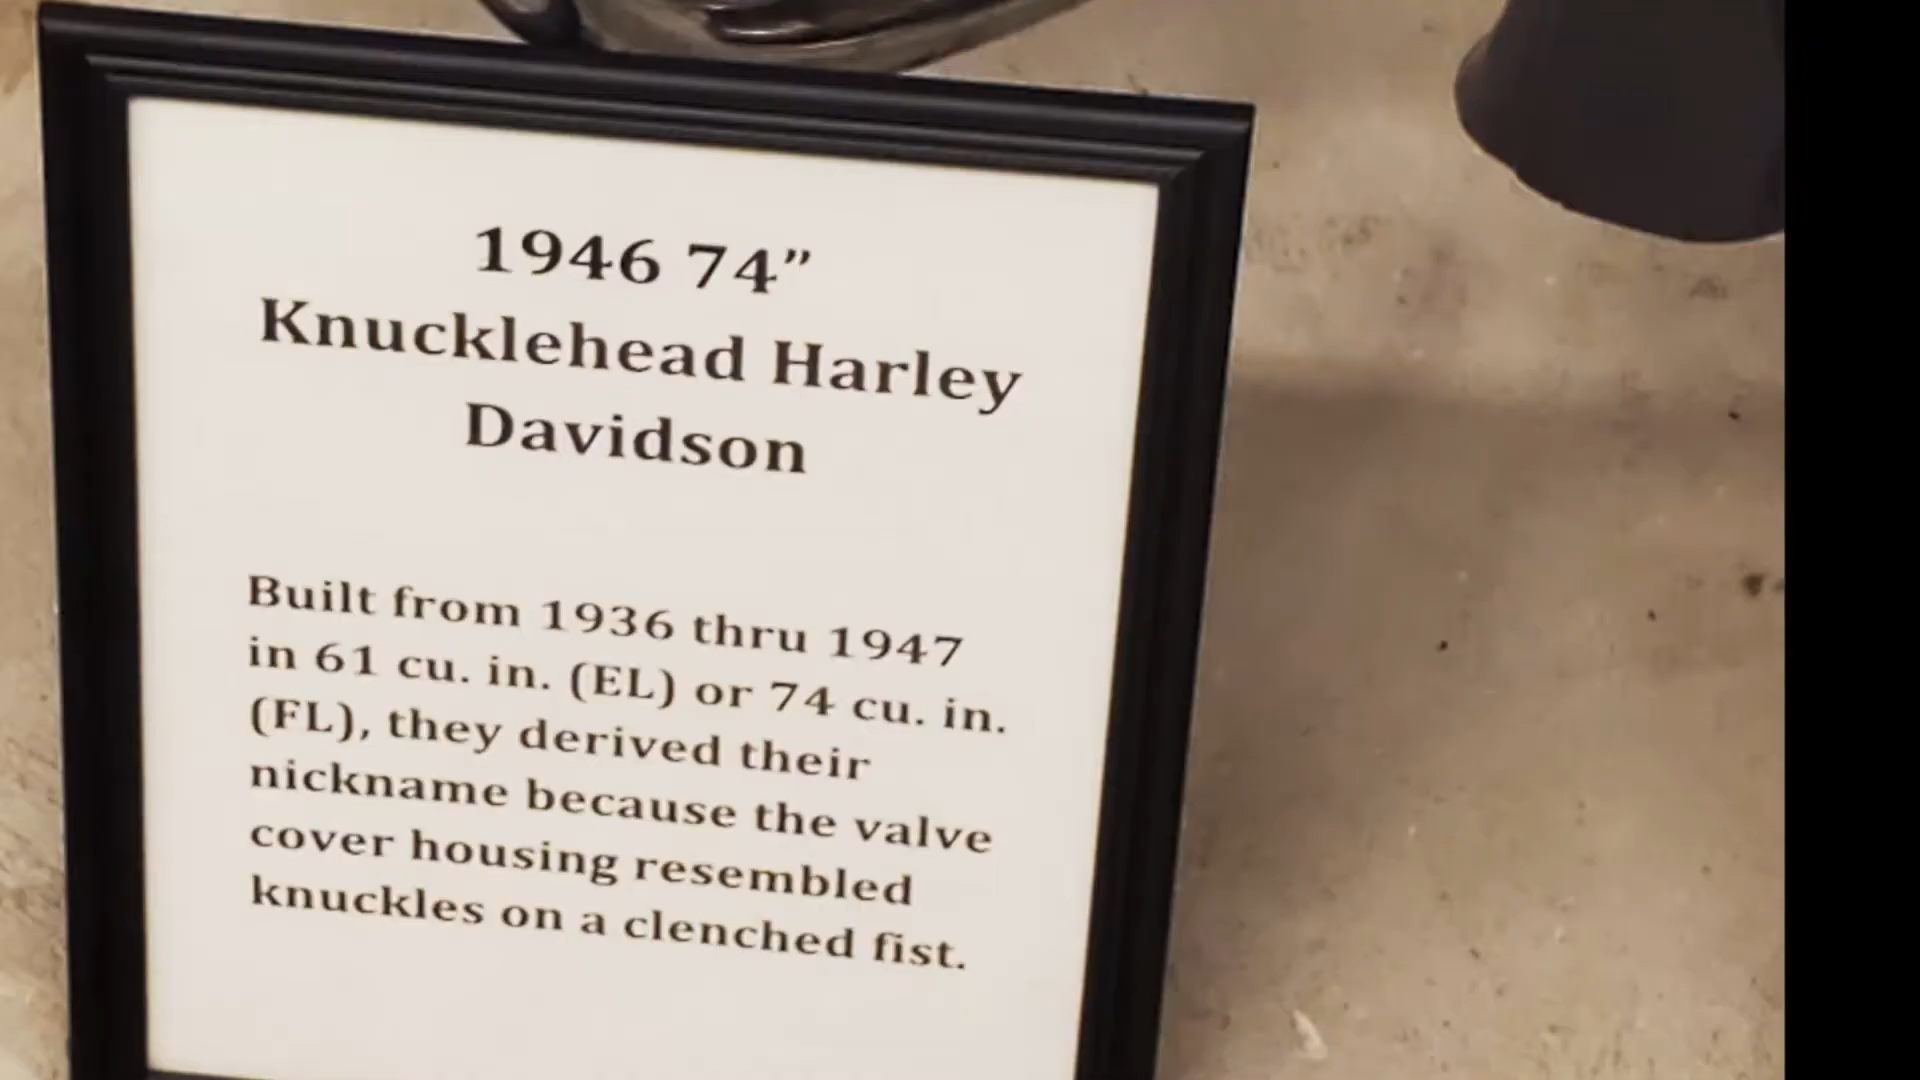 1946 74”
Knucklehead Harley
Davidson
Built from 1936 thru 1947
in 61 cu. in. (EL) or 74 cu. in.
(FL), they derived their
nickname because the valve
cover housing resembled
knuckles on a clenched fist.